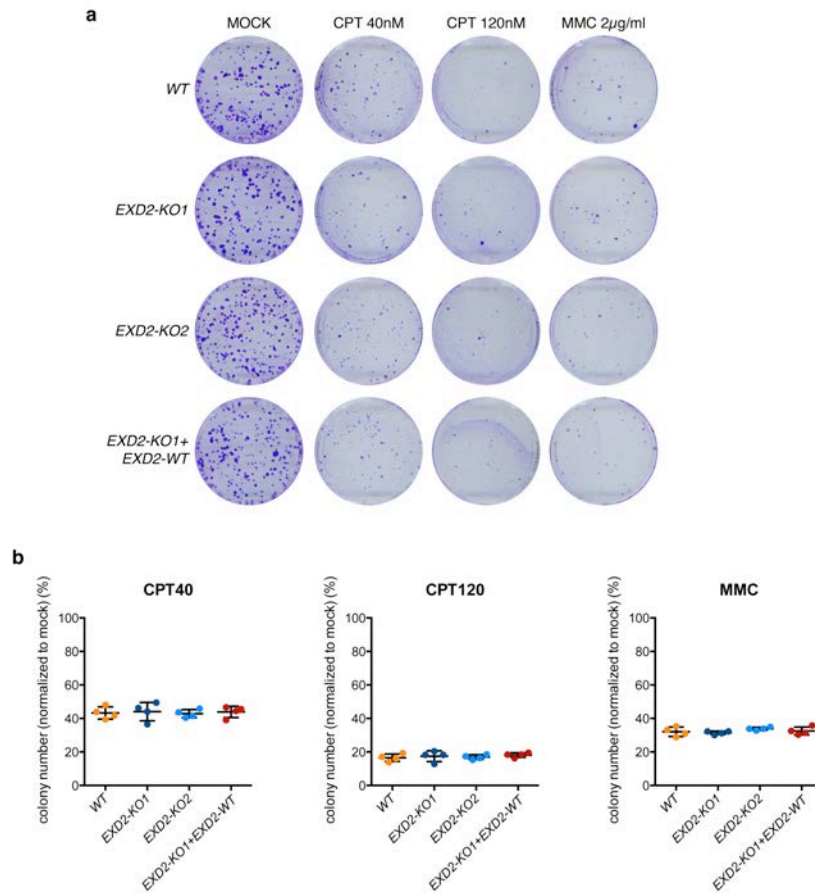 a
MOCK CPT 40nM CPT 120nM MMC 2µg/ml
WT
EXD2-KO1
EXD2-KO2
EXD2-KO1+
EXD2-WT
b
CPT40
colony number (normalized to mock) (%)
100
80
60
40
20
0
WT
EXD2-KO1
EXD2-KO2
EXD2-KO1+EXD2-WT
CPT120
colony number (normalized to mock) (%)
100
80
60
40
20
0
WT
EXD2-KO1
EXD2-KO2
EXD2-KO1+EXD2-WT
MMC
colony number (normalized to mock) (%)
100
80
60
40
20
0
WT
EXD2-KO1
EXD2-KO2
EXD2-KO1+EXD2-WT